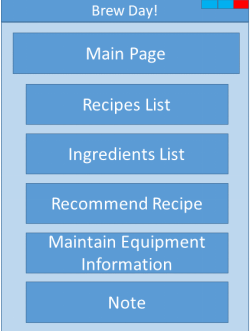 Brew Day!
Main Page
Recipes List
Ingredients List
Recommend Recipe
Maintain Equipment
Information
Note